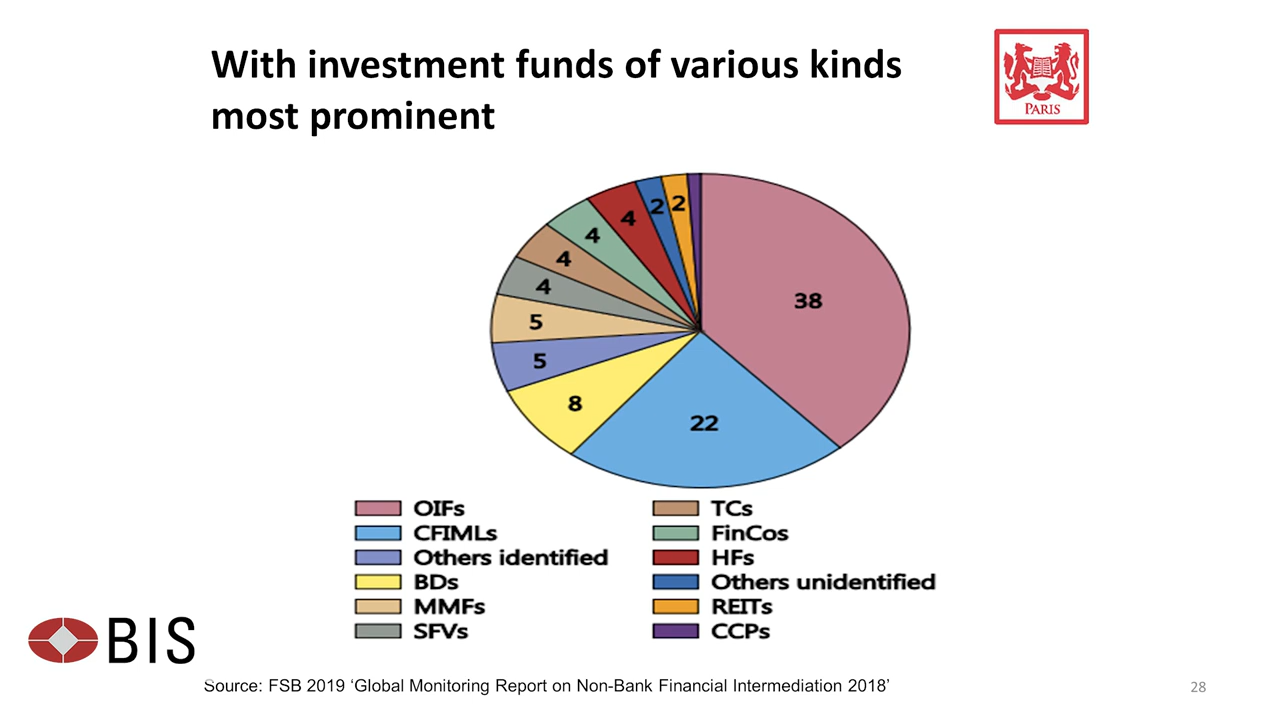 With investment funds of various kinds
most prominent
PARIS
38
22
8
5
5
4
4
4
4
2
2
OIFs
CFIMLs
Others identified
BDs
MMFs
SFVs
TCs
FinCos
HFs
Others unidentified
REITs
CCPs
BIS
Source: FSB 2019 ‘Global Monitoring Report on Non-Bank Financial Intermediation 2018’
28